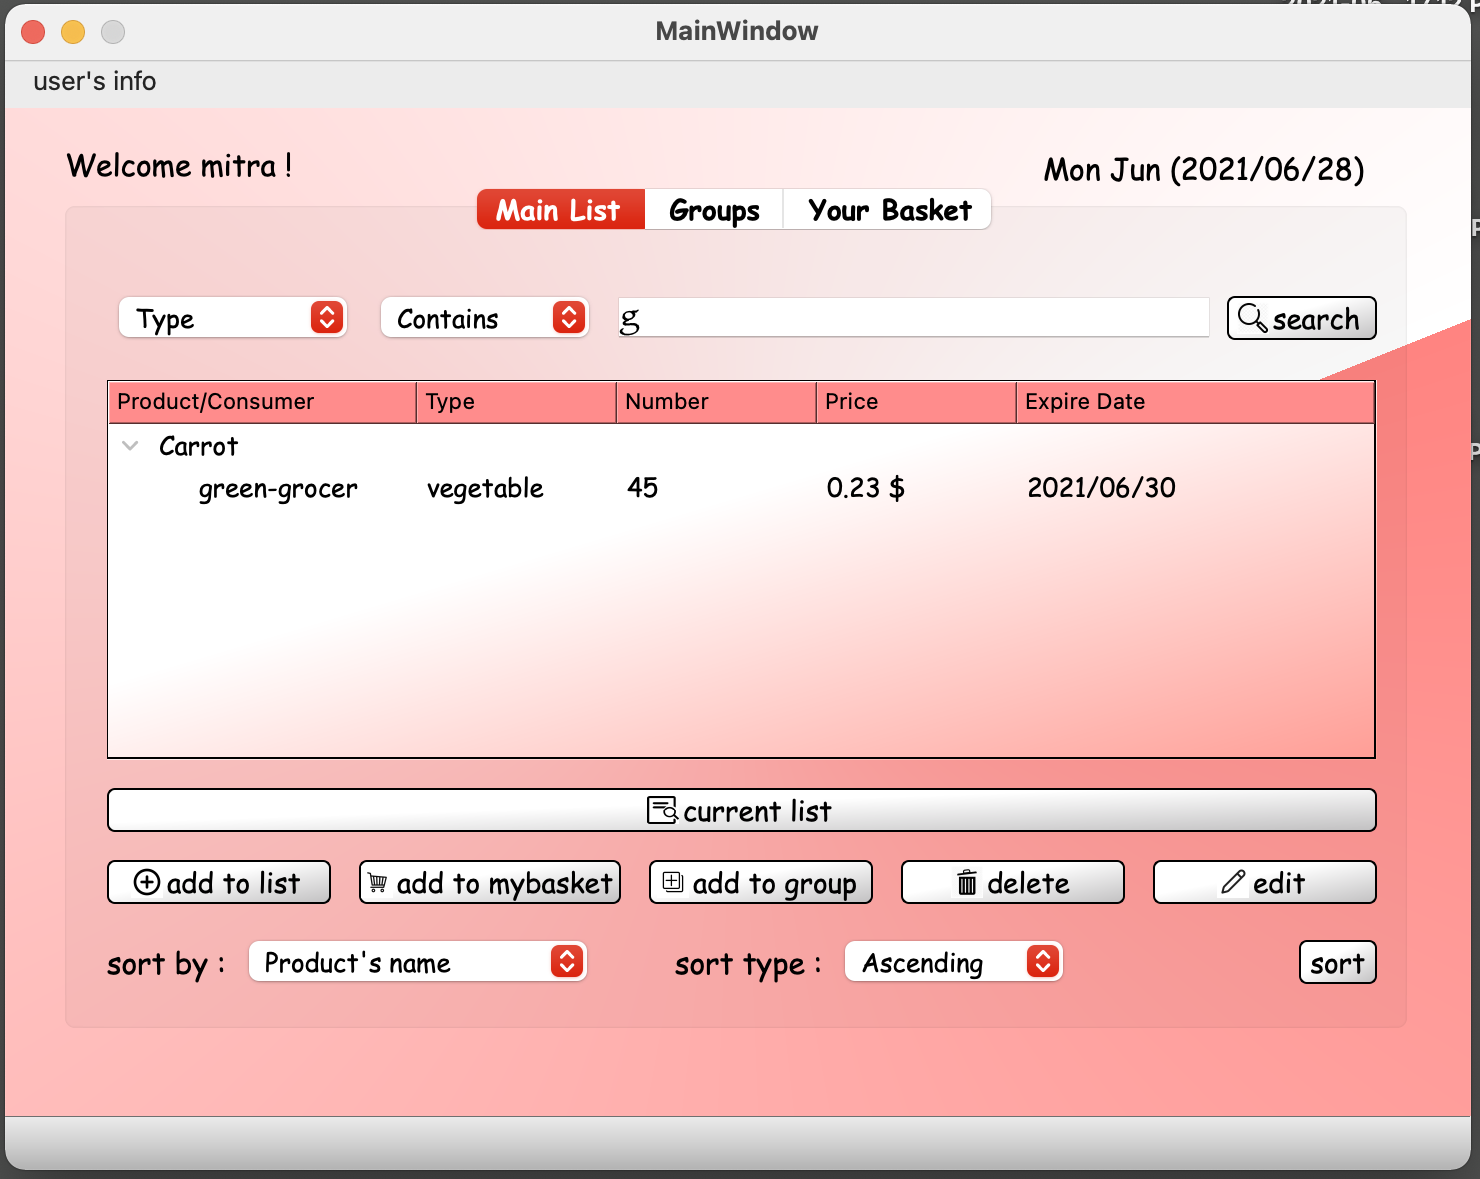 MainWindow
user's info
Welcome mitra !
Mon Jun (2021/06/28)
Main List Groups Your Basket
Type Contains g search
Product/Consumer Type Number Price Expire Date
Carrot
green-grocer vegetable 45 0.23 $ 2021/06/30
current list
add to list add to mybasket add to group delete edit
sort by : Product's name sort type : Ascending sort